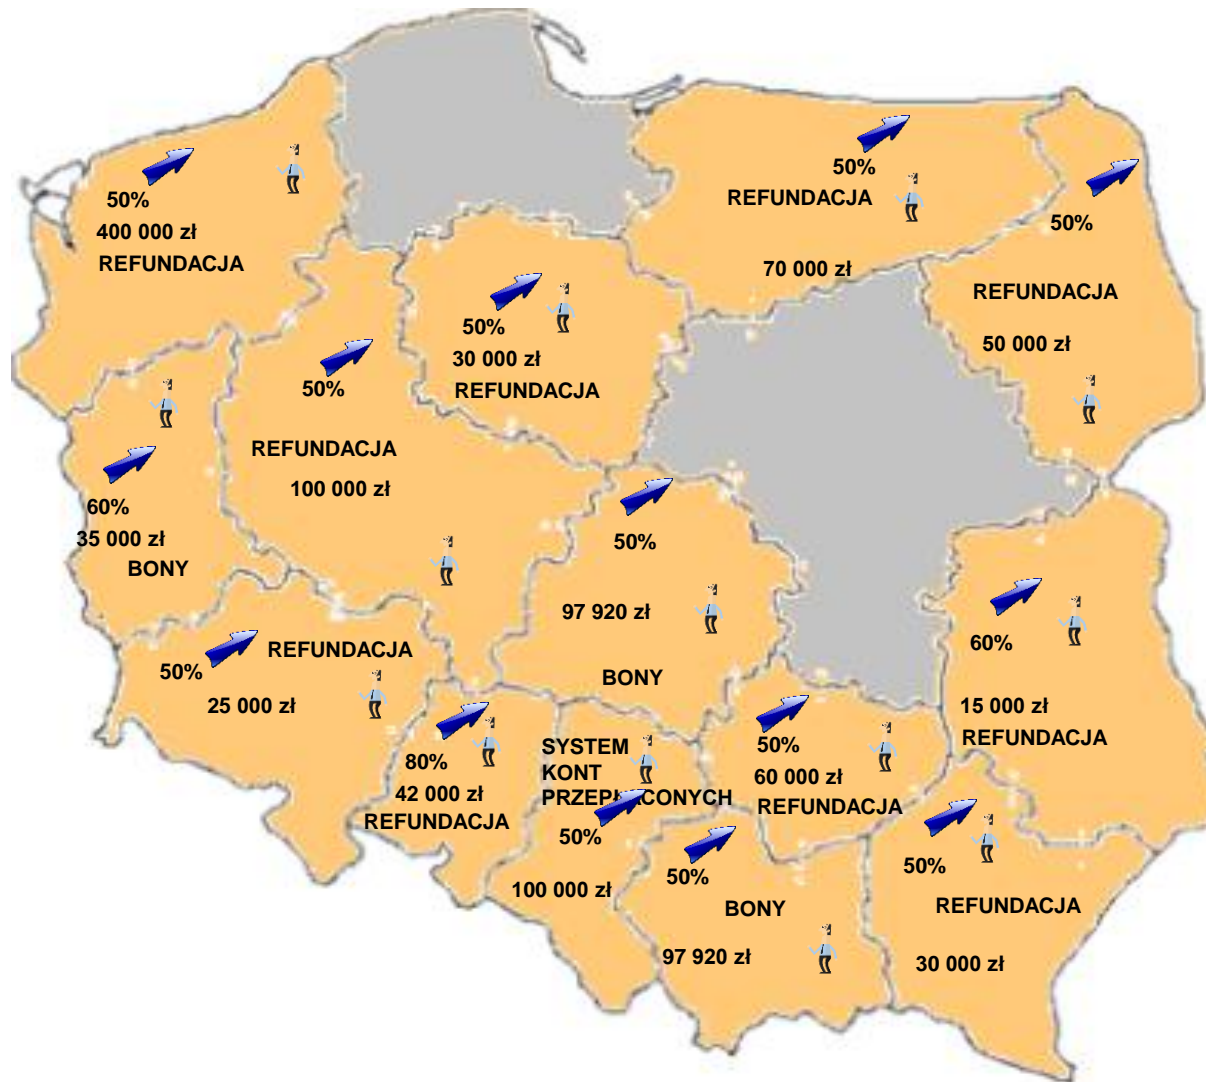 50%
400 000 zł
REFUNDACJA
50%
REFUNDACJA
70 000 zł
50%
REFUNDACJA
50 000 zł
50%
30 000 zł
REFUNDACJA
50%
REFUNDACJA
100 000 zł
60%
35 000 zł
BONY
50%
97 920 zł
BONY
60%
15 000 zł
REFUNDACJA
50%
REFUNDACJA
25 000 zł
80%
42 000 zł
REFUNDACJA
SYSTEM
KONT
PRZEPŁACONYCH
50%
100 000 zł
50%
60 000 zł
REFUNDACJA
50%
BONY
97 920 zł
50%
REFUNDACJA
30 000 zł